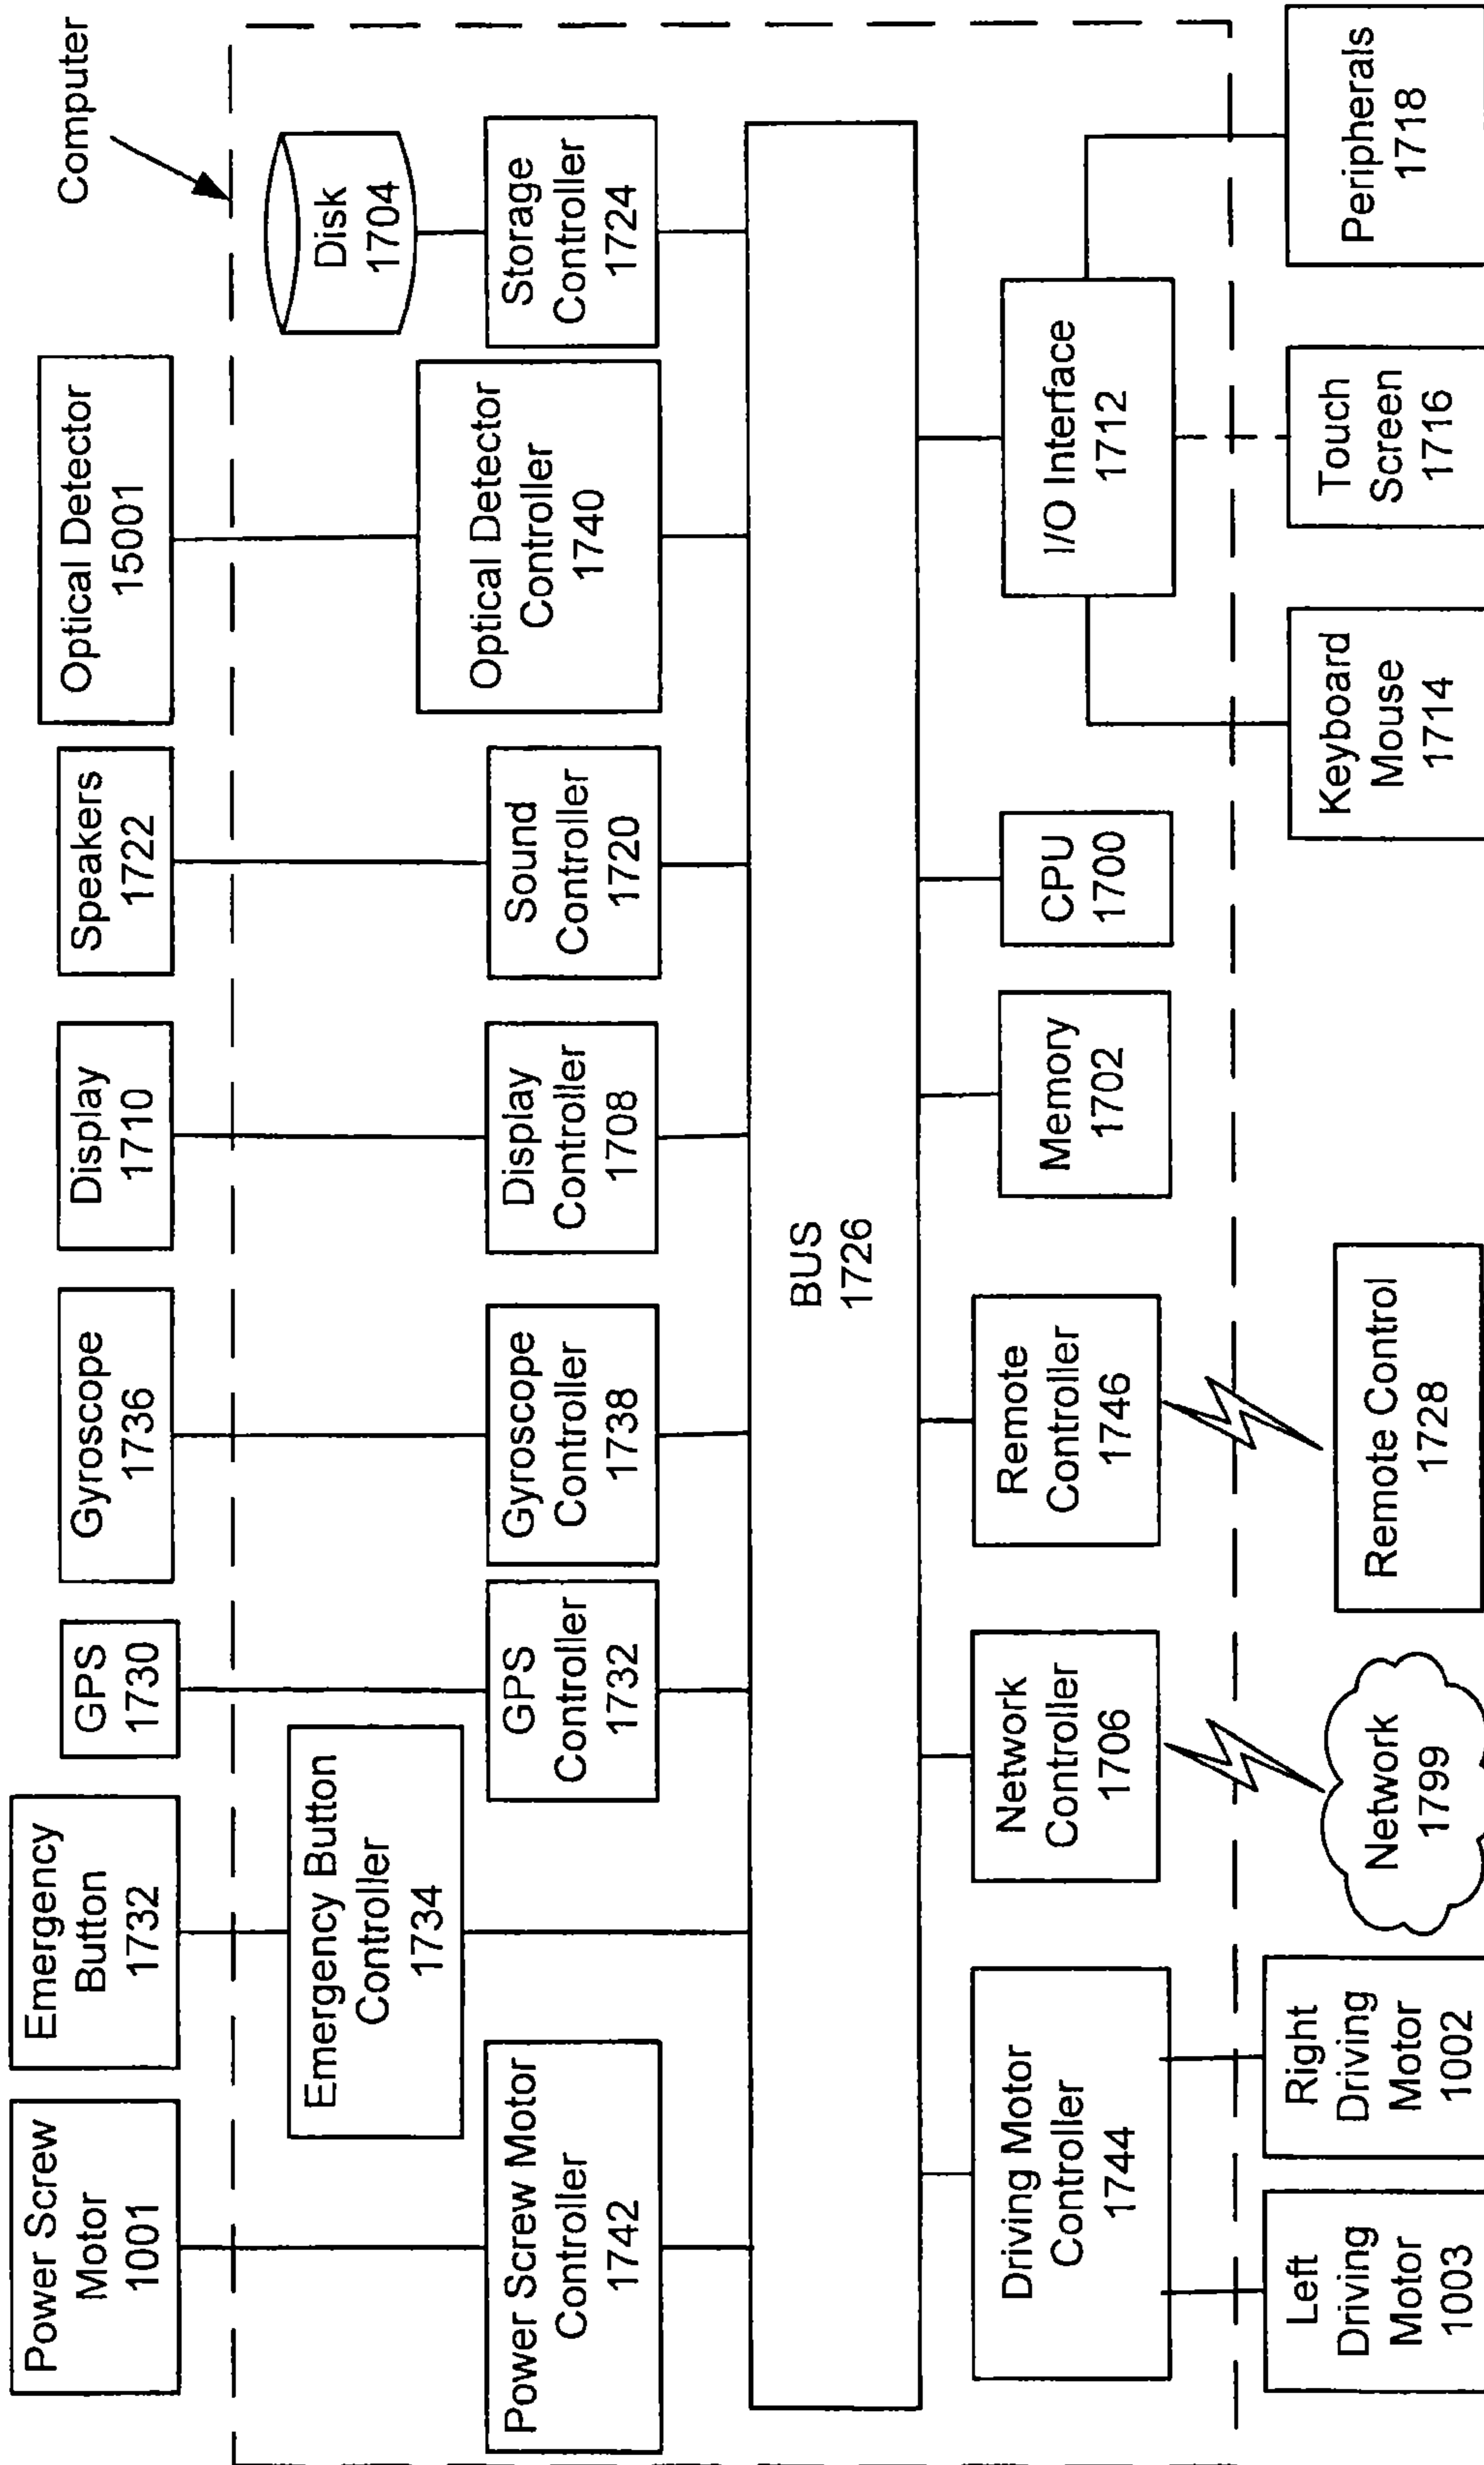 Computer
Power Screw
Motor
1001
Emergency
Button
1732
GPS
1730
Gyroscope
1736
Display
1710
Speakers
1722
Optical Detector
15001
Disk
1704
Emergency Button
Controller
1734
Power Screw Motor
Controller
1742
GPS
Controller
1732
Gyroscope
Controller
1738
Display
Controller
1708
Sound
Controller
1720
Optical Detector
Controller
1740
Storage
Controller
1724
BUS
1726
Driving Motor
Controller
1744
Network
Controller
1706
Remote
Controller
1746
Memory
1702
CPU
1700
I/O Interface
1712
Left
Driving
Motor
1003
Right
Driving
Motor
1002
Network
1799
Remote Control
1728
Keyboard
Mouse
1714
Touch
Screen
1716
Peripherals
1718